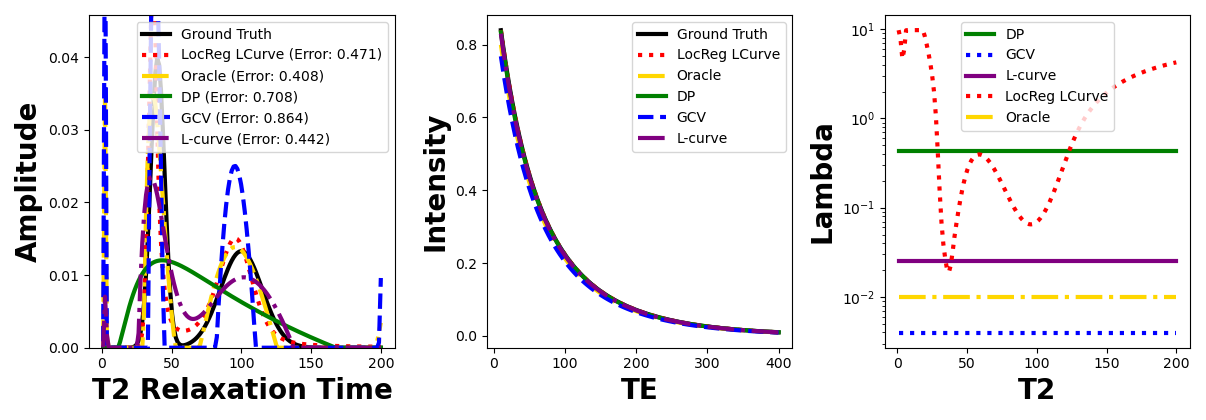 Amplitude
0.04
0.03
0.02
0.01
0.00
0
50
100
150
200
T2 Relaxation Time
Ground Truth
LocReg LCurve (Error: 0.471)
Oracle (Error: 0.408)
DP (Error: 0.708)
GCV (Error: 0.864)
L-curve (Error: 0.442)
Intensity
0.8
0.6
0.4
0.2
0.0
0
100
200
300
400
TE
Ground Truth
LocReg LCurve
Oracle
DP
GCV
L-curve
Lambda
10¹
10⁰
10⁻¹
10⁻²
0
50
100
150
200
T2
DP
GCV
L-curve
LocReg LCurve
Oracle